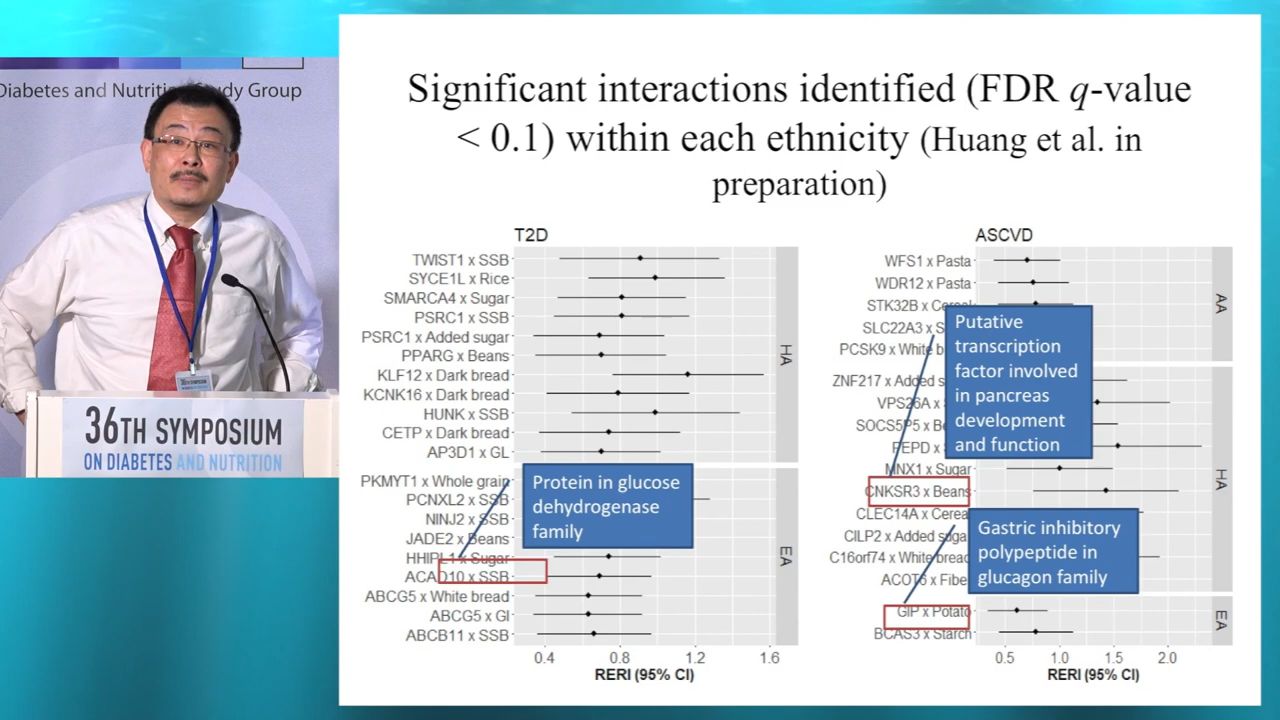 Diabetes and Nutrition Study Group
36TH SYMPOSIUM
ON DIABETES AND NUTRITION
Significant interactions identified (FDR q-value
< 0.1) within each ethnicity (Huang et al. in
preparation)
T2D
TWIST1 x SSB
SYCE1L x Rice
SMARCA4 x Sugar
PSRC1 x SSB
PSRC1 x Added sugar
PPARG x Beans
KLF12 x Dark bread
KCNK16 x Dark bread
HUNK x SSB
CETP x Dark bread
AP3D1 x GL
HA
PKMYT1 x Whole grain
PCNXL2 x SSB
NINJ2 x SSB
JADE2 x Beans
HHIPL1 x Sugar
ACAD10 x SSB
ABCG5 x White bread
ABCG5 x GI
ABCB11 x SSB
EA
Protein in glucose
dehydrogenase
family
0.4 0.8 1.2 1.6
RERI (95% CI)
ASCVD
WFS1 x Pasta
WDR12 x Pasta
STK32B x Cereal
SLC22A3 x S
PCSK9 x White b
AA
ZNF217 x Added s
VPS26A x
SOCS5P5 x Be
PEPD x
MNX1 x Sugar
CNKSR3 x Beans
CLEC14A x Cereal
CILP2 x Added suga
C16orf74 x White bread
ACOT6 x Fibe
HA
GIP x Potato
BCAS3 x Starch
EA
Putative
transcription
factor involved
in pancreas
development
and function
Gastric inhibitory
polypeptide in
glucagon family
0.5 1.0 1.5 2.0
RERI (95% CI)